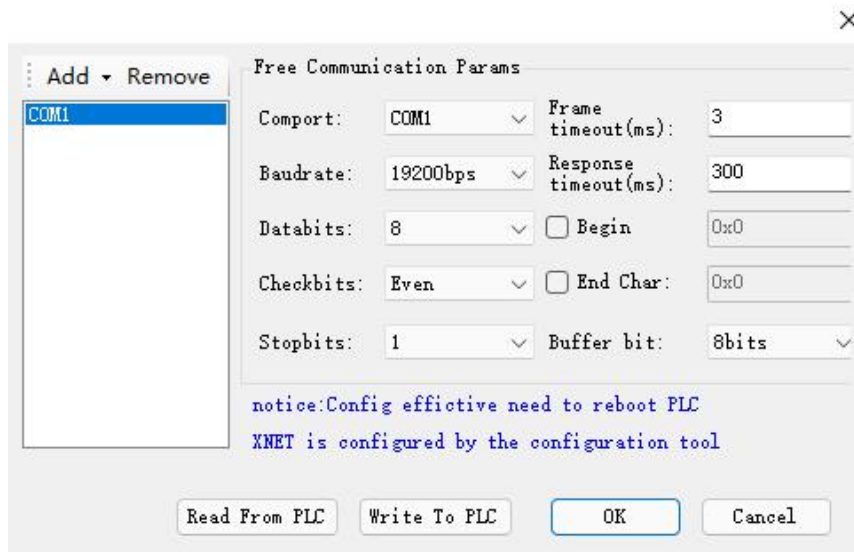 Add Remove
Free Communication Params
COM1
Comport: COM1 Frame timeout(ms): 3
Baudrate: 19200bps Response timeout(ms): 300
Databits: 8 Begin 0x0
Checkbits: Even End Char: 0x0
Stopbits: 1 Buffer bit: 8bits
notice:Config effictive need to reboot PLC
XNET is configured by the configuration tool
Read From PLC Write To PLC OK Cancel